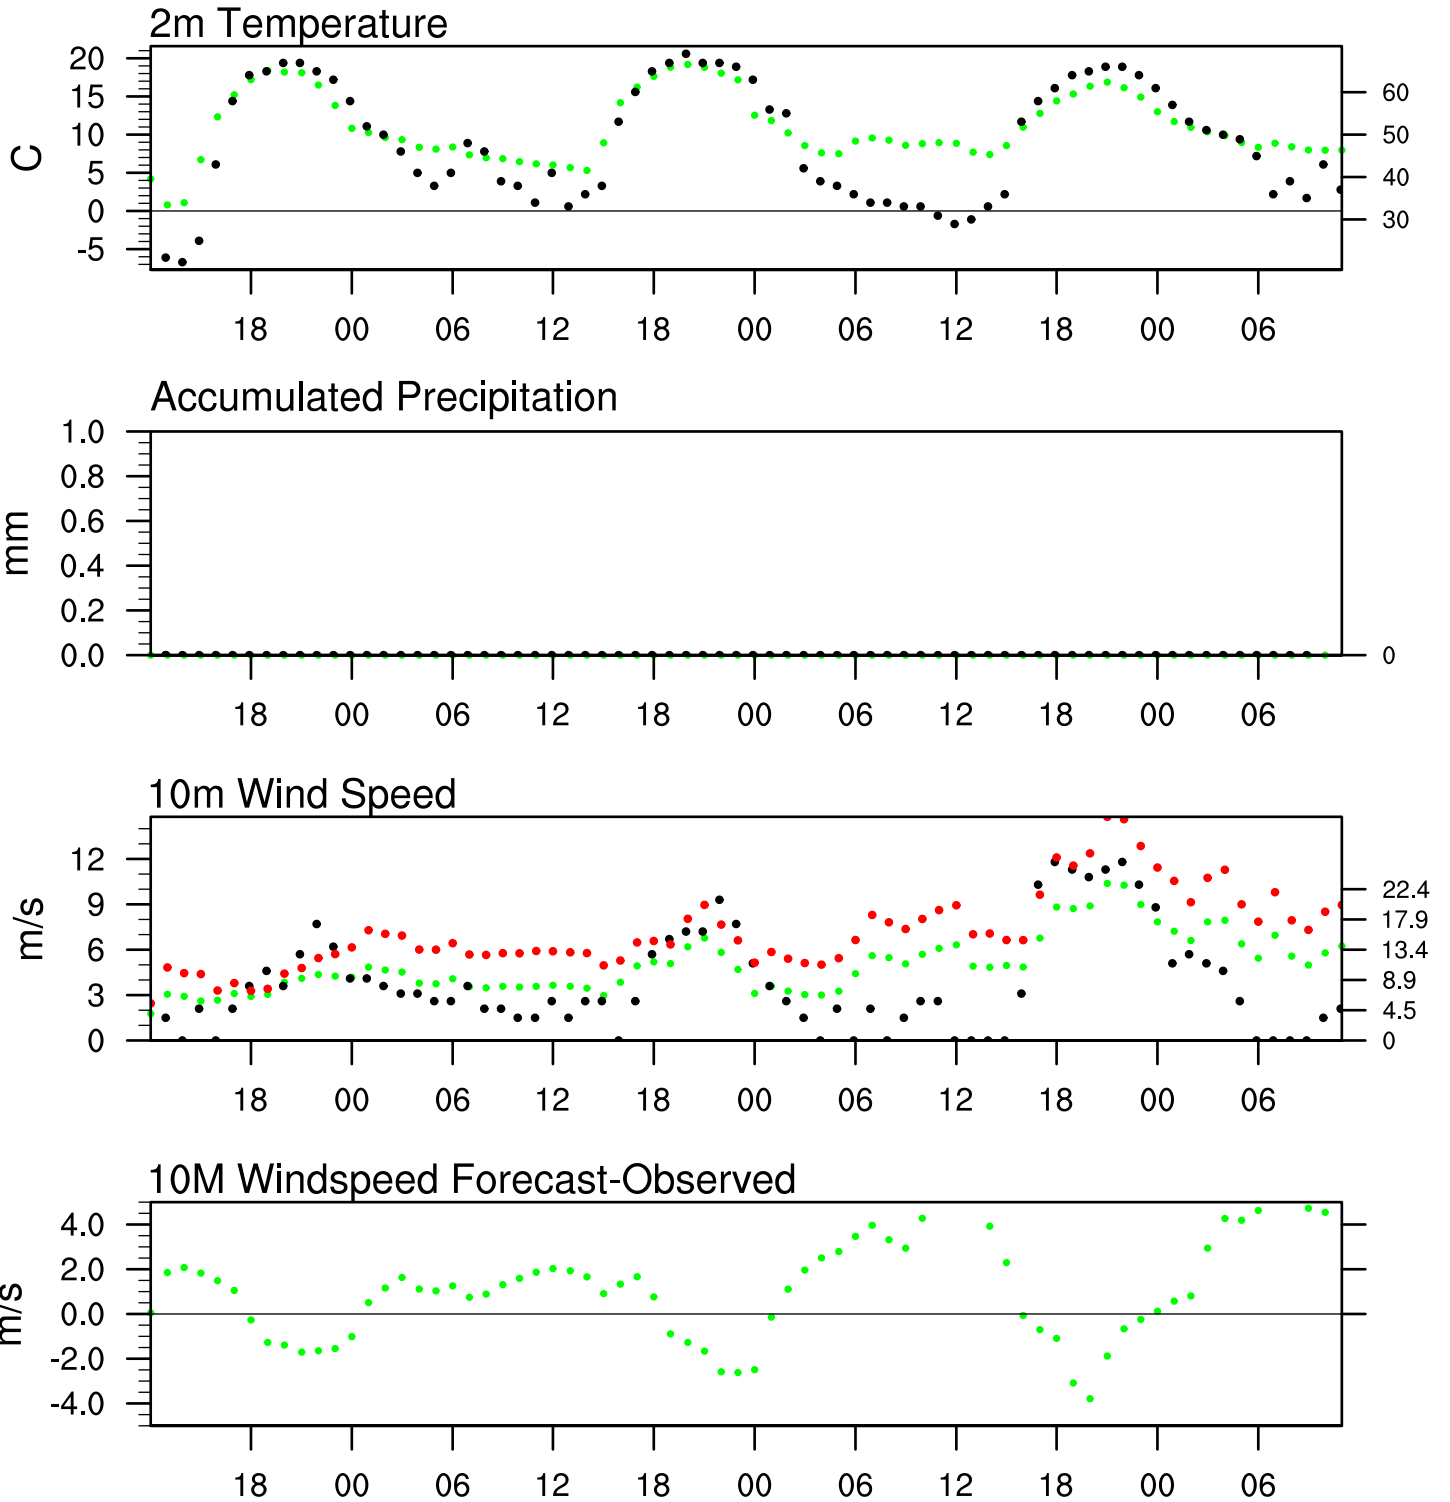 2m Temperature
20
15
10
5
0
-5
C
60
50
40
30
18 00 06 12 18 00 06 12 18 00 06
Accumulated Precipitation
1.0
0.8
0.6
0.4
0.2
0.0
mm
0
18 00 06 12 18 00 06 12 18 00 06
10m Wind Speed
12
9
6
3
0
m/s
22.4
17.9
13.4
8.9
4.5
0
18 00 06 12 18 00 06 12 18 00 06
10M Windspeed Forecast-Observed
4.0
2.0
0.0
-2.0
-4.0
m/s
18 00 06 12 18 00 06 12 18 00 06